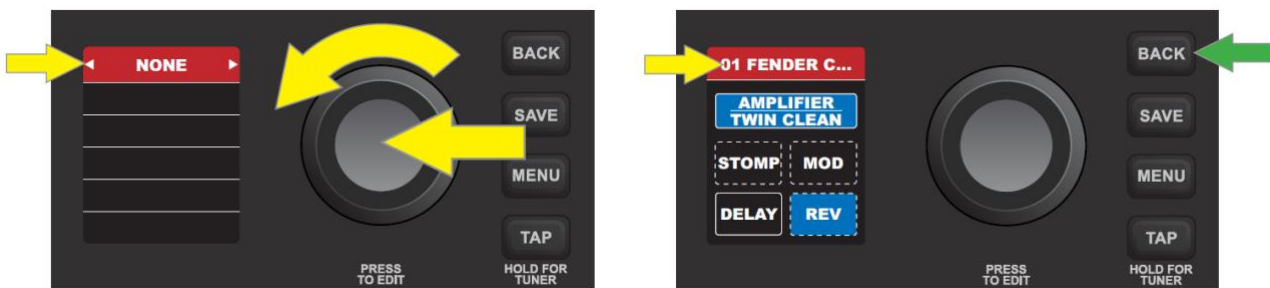 NONE
BACK
SAVE
MENU
TAP
PRESS
TO EDIT
HOLD FOR
TUNER
01 FENDER C...
AMPLIFIER
TWIN CLEAN
STOMP MOD
DELAY REV
BACK
SAVE
MENU
TAP
PRESS
TO EDIT
HOLD FOR
TUNER